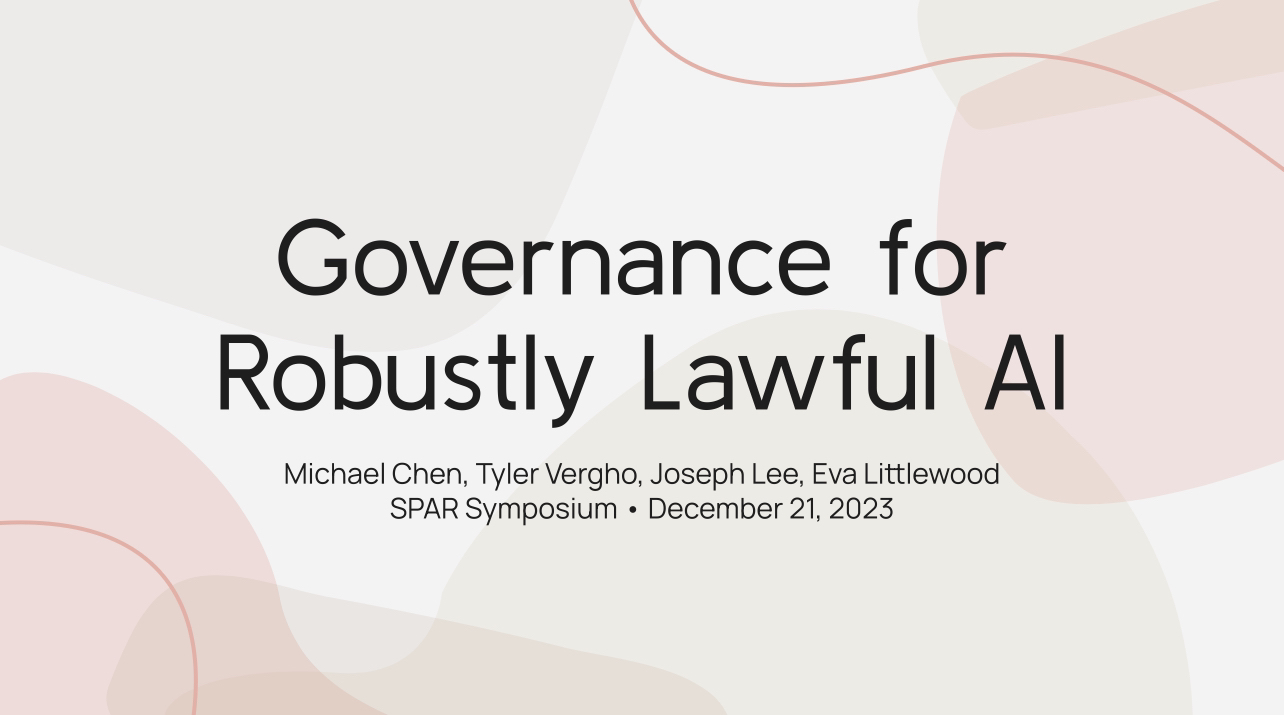 Governance for
Robustly Lawful AI
Michael Chen, Tyler Vergho, Joseph Lee, Eva Littlewood
SPAR Symposium • December 21, 2023